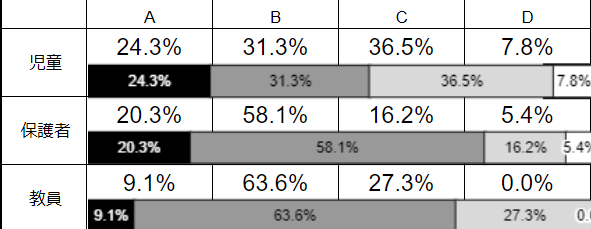 A B C D
児童 24.3% 31.3% 36.5% 7.8%
24.3% 31.3% 36.5% 7.8%
保護者 20.3% 58.1% 16.2% 5.4%
20.3% 58.1% 16.2% 5.4%
教員 9.1% 63.6% 27.3% 0.0%
9.1% 63.6% 27.3% 0.